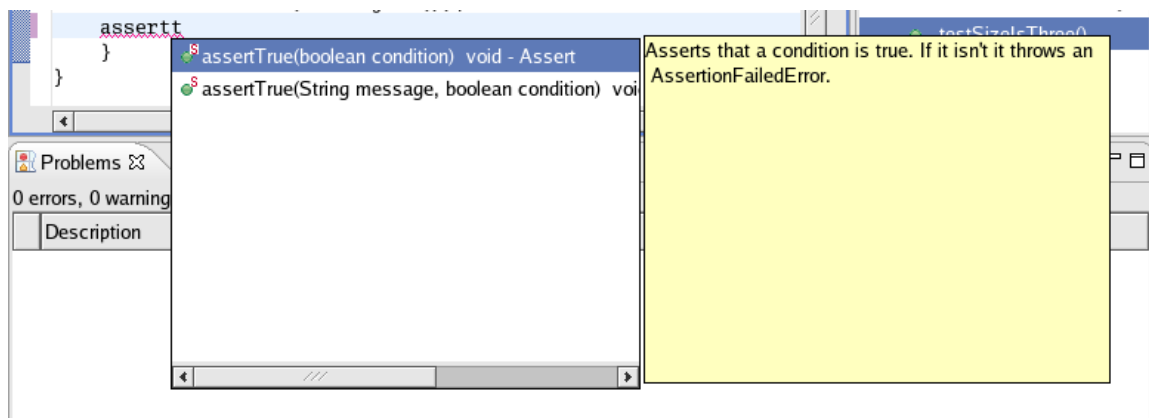 assertt
}
}
testSizeIsThree()
assertTrue(boolean condition) void - Assert
assertTrue(String message, boolean condition) voi
Asserts that a condition is true. If it isn't it throws an
AssertionFailedError.
Problems
0 errors, 0 warning
Description